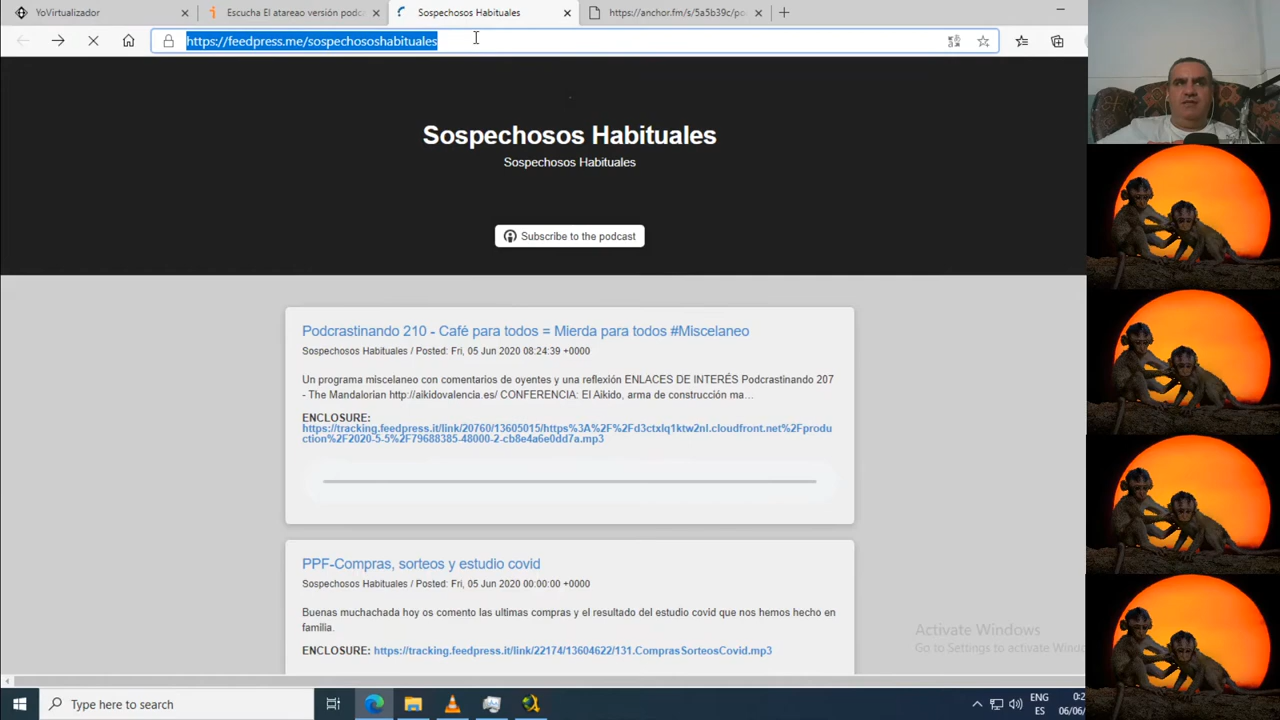 YoVirtualizador
Escucha El atareao versión podc
Sospechosos Habituales
https://anchor.fm/s/5a5b39c/po
https://feedpress.me/sospechososhabituales
Sospechosos Habituales
Sospechosos Habituales
Subscribe to the podcast
Podcrastinando 210 - Café para todos = Mierda para todos #Miscelaneo
Sospechosos Habituales / Posted: Fri, 05 Jun 2020 08:24:39 +0000
Un programa miscelaneo con comentarios de oyentes y una reflexión ENLACES DE INTERÉS Podcrastinando 207
- The Mandalorian http://aikidovalencia.es/ CONFERENCIA: El Aikido, arma de construcción ma...
ENCLOSURE:
https://tracking.feedpress.it/link/20760/13605015/https%3A%2F%2Fd3ctxlq1ktw2nl.cloudfront.net%2Fprodu
ction%2F2020-5-5%2F79688385-48000-2-cb8e4a6e0dd7a.mp3
PPF-Compras, sorteos y estudio covid
Sospechosos Habituales / Posted: Fri, 05 Jun 2020 00:00:00 +0000
Buenas muchachada hoy os comento las ultimas compras y el resultado del estudio covid que nos hemos hecho en
familia.
ENCLOSURE: https://tracking.feedpress.it/link/22174/13604622/131.ComprasSorteosCovid.mp3
Activate Windows
Go to Settings to activate Wind
Type here to search
ENG
ES
0:2
06/06/